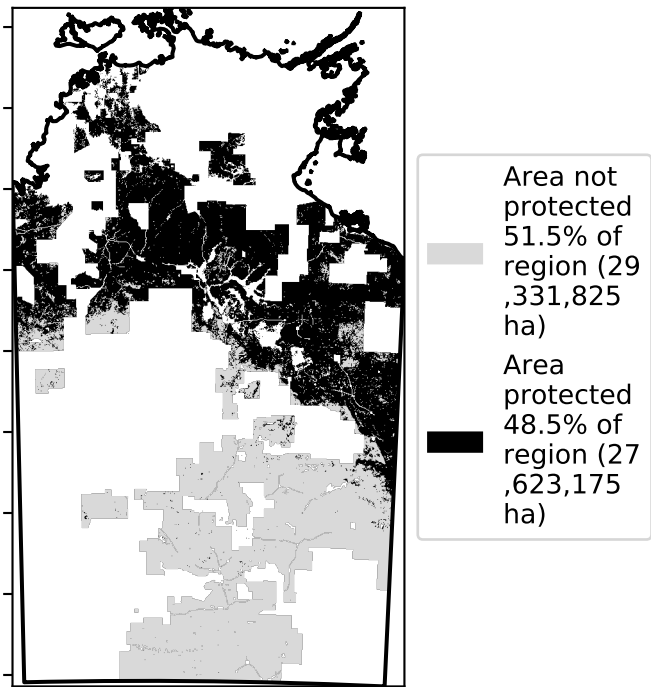 Area not
protected
51.5% of
region (29
,331,825
ha)
Area
protected
48.5% of
region (27
,623,175
ha)